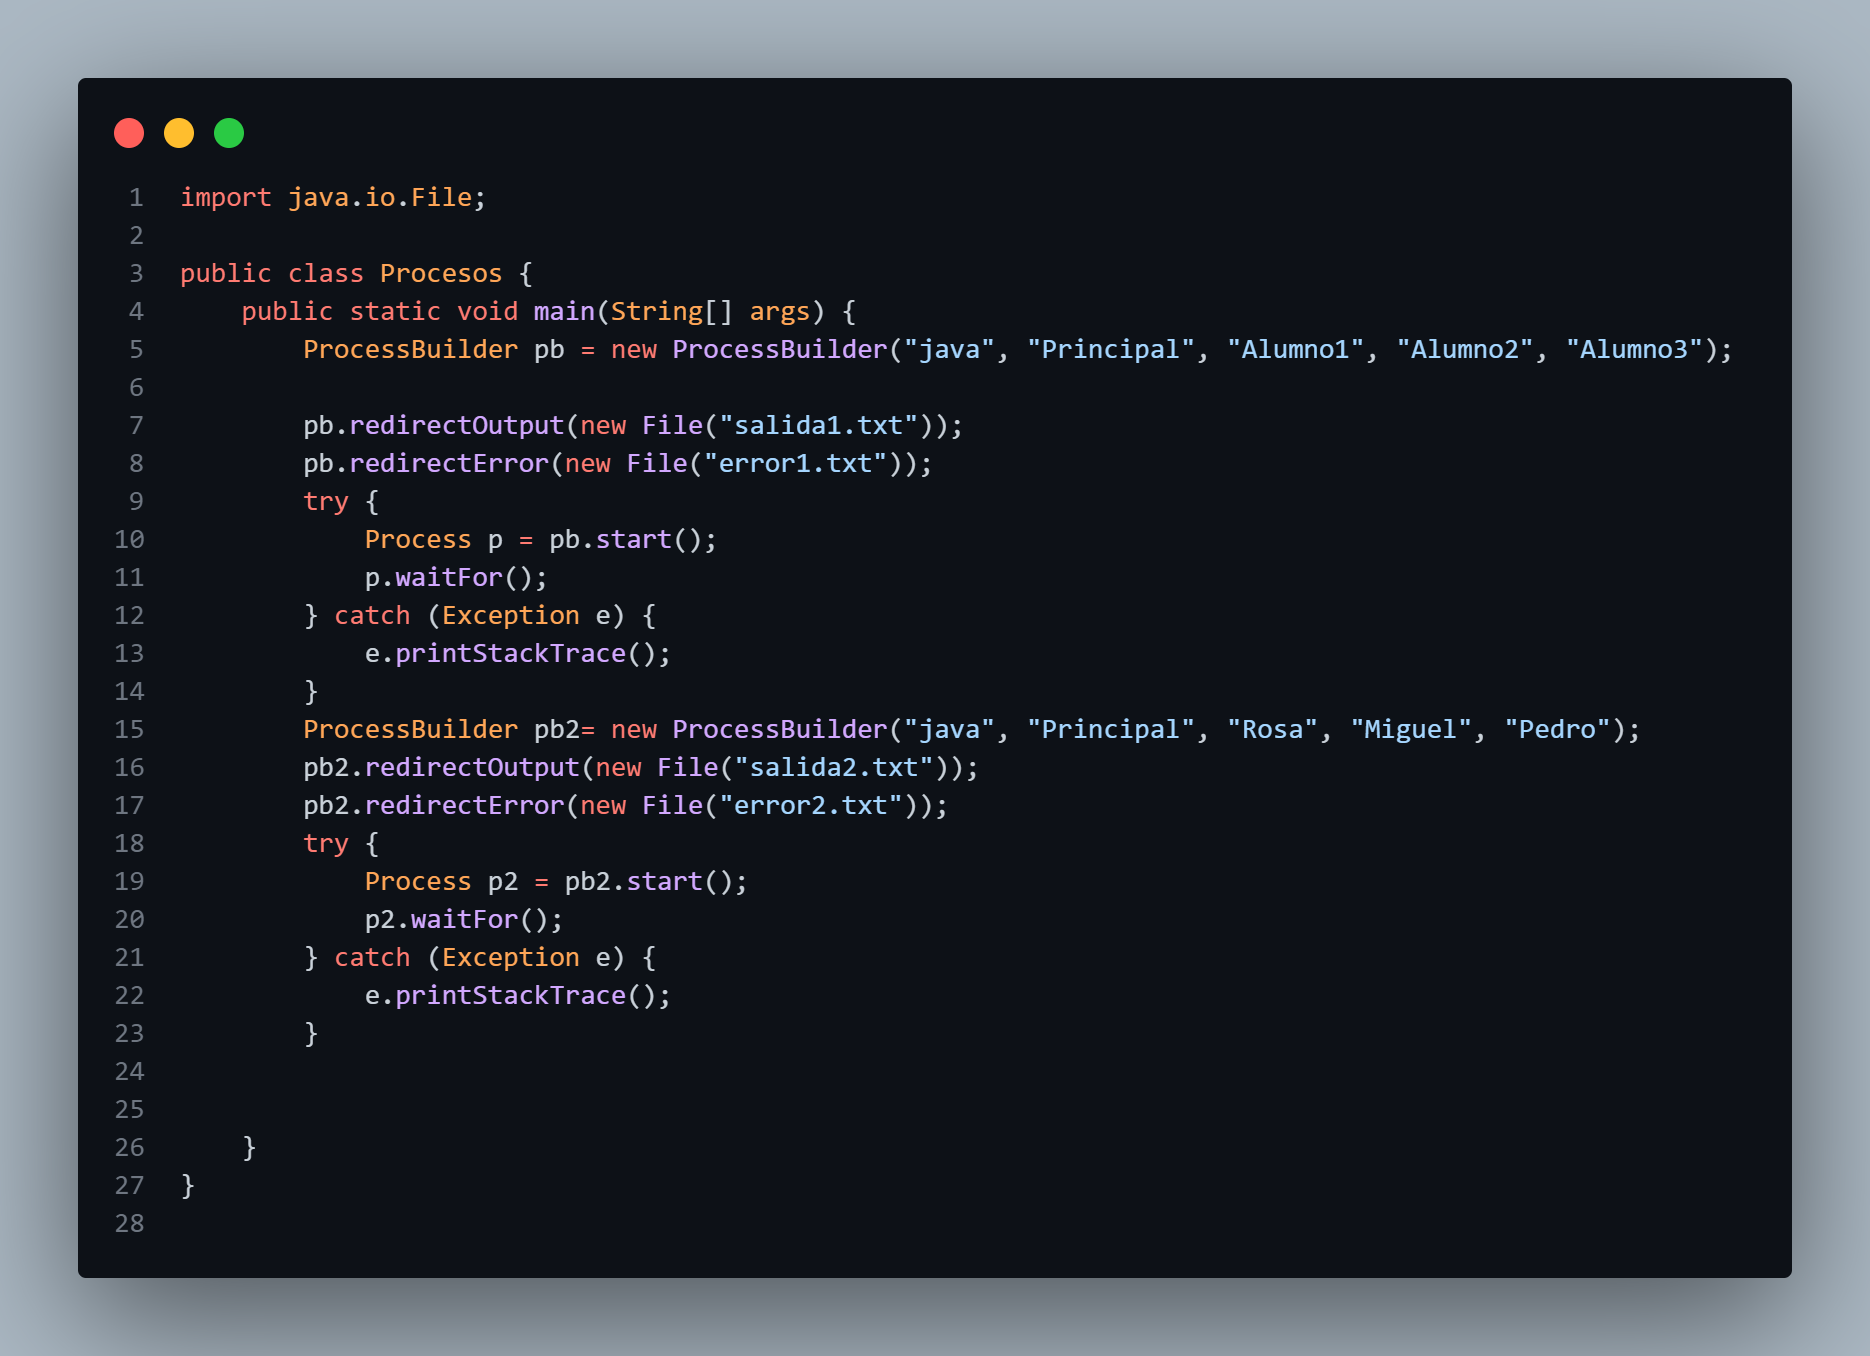 1 import java.io.File;
2
3 public class Procesos {
4     public static void main(String[] args) {
5         ProcessBuilder pb = new ProcessBuilder("java", "Principal", "Alumno1", "Alumno2", "Alumno3");
6
7         pb.redirectOutput(new File("salida1.txt"));
8         pb.redirectError(new File("error1.txt"));
9         try {
10             Process p = pb.start();
11             p.waitFor();
12         } catch (Exception e) {
13             e.printStackTrace();
14         }
15         ProcessBuilder pb2= new ProcessBuilder("java", "Principal", "Rosa", "Miguel", "Pedro");
16         pb2.redirectOutput(new File("salida2.txt"));
17         pb2.redirectError(new File("error2.txt"));
18         try {
19             Process p2 = pb2.start();
20             p2.waitFor();
21         } catch (Exception e) {
22             e.printStackTrace();
23         }
24
25
26     }
27 }
28